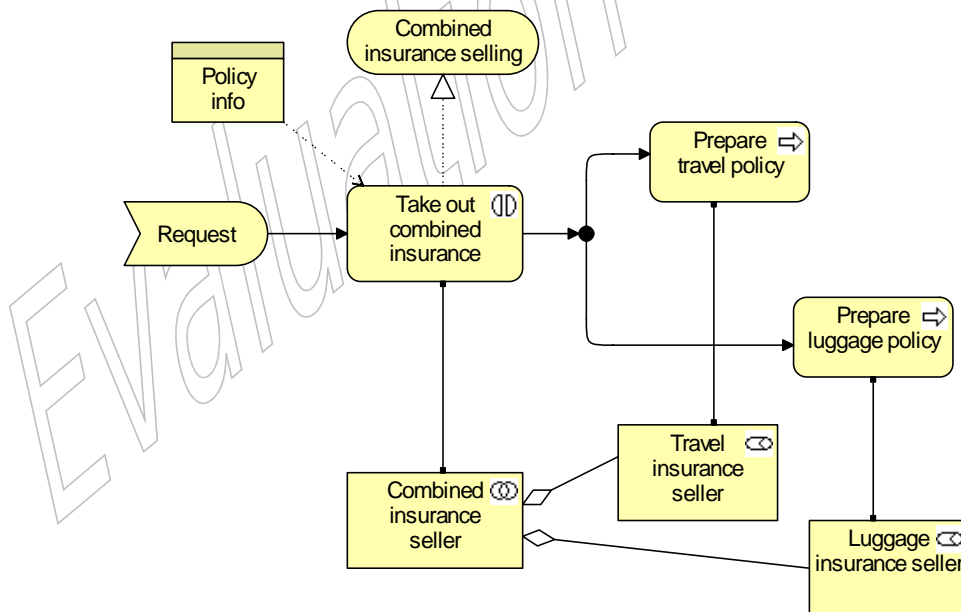 Combined
insurance selling
Policy
info
Prepare
travel policy
Take out
combined
insurance
Request
Prepare
luggage policy
Travel
insurance
seller
Combined
insurance
seller
Luggage
insurance seller
Evaluation